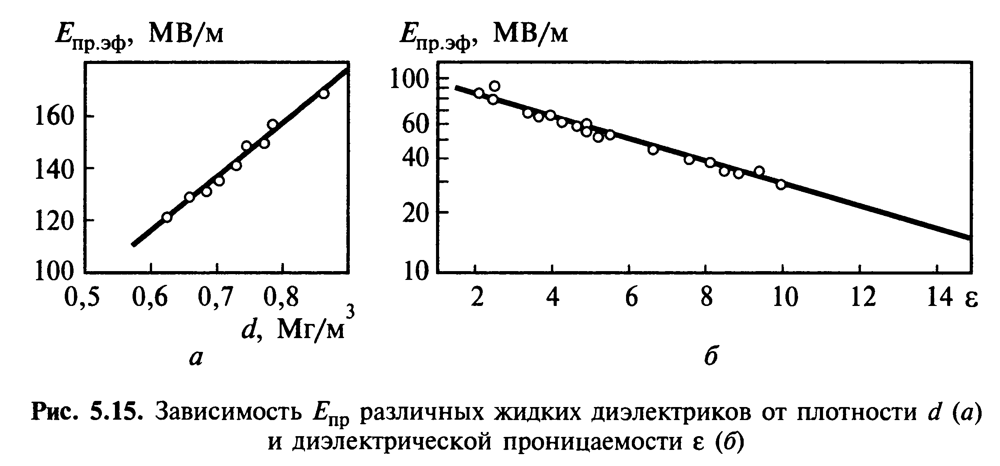 Eпр.эф, МВ/м
160
140
120
100
0,5 0,6 0,7 0,8
d, Мг/м³
а
Eпр.эф, МВ/м
100
60
40
20
10
2 4 6 8 10 12 14 ε
б
Рис. 5.15. Зависимость Eпр различных жидких диэлектриков от плотности d (а)
и диэлектрической проницаемости ε (б)